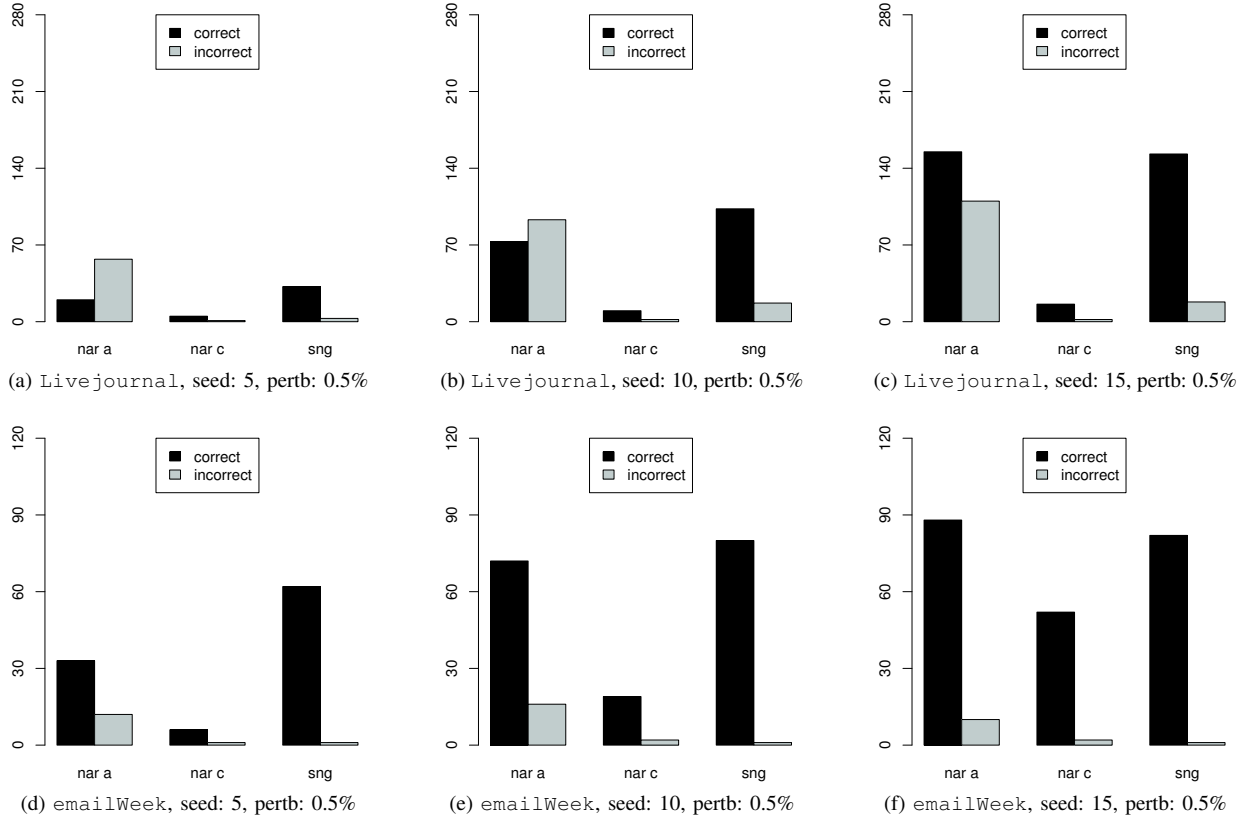 280
210
140
70
0
correct
incorrect
nar a nar c sng
(a) Livejournal, seed: 5, pertb: 0.5%
280
210
140
70
0
correct
incorrect
nar a nar c sng
(b) Livejournal, seed: 10, pertb: 0.5%
280
210
140
70
0
correct
incorrect
nar a nar c sng
(c) Livejournal, seed: 15, pertb: 0.5%
120
90
60
30
0
correct
incorrect
nar a nar c sng
(d) emailWeek, seed: 5, pertb: 0.5%
120
90
60
30
0
correct
incorrect
nar a nar c sng
(e) emailWeek, seed: 10, pertb: 0.5%
120
90
60
30
0
correct
incorrect
nar a nar c sng
(f) emailWeek, seed: 15, pertb: 0.5%